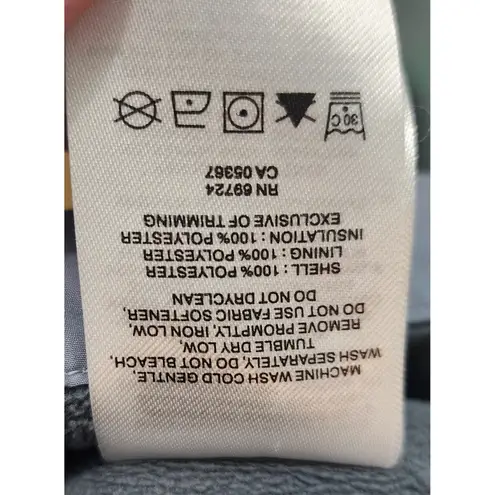 MACHINE WASH COLD GENTLE,
WASH SEPARATELY, DO NOT BLEACH,
TUMBLE DRY LOW,
REMOVE PROMPTLY, IRON LOW,
DO NOT USE FABRIC SOFTENER,
DO NOT DRYCLEAN
SHELL : 100% POLYESTER
LINING : 100% POLYESTER
INSULATION : 100% POLYESTER
EXCLUSIVE OF TRIMMING
RN 69724
CA 05367
30 C